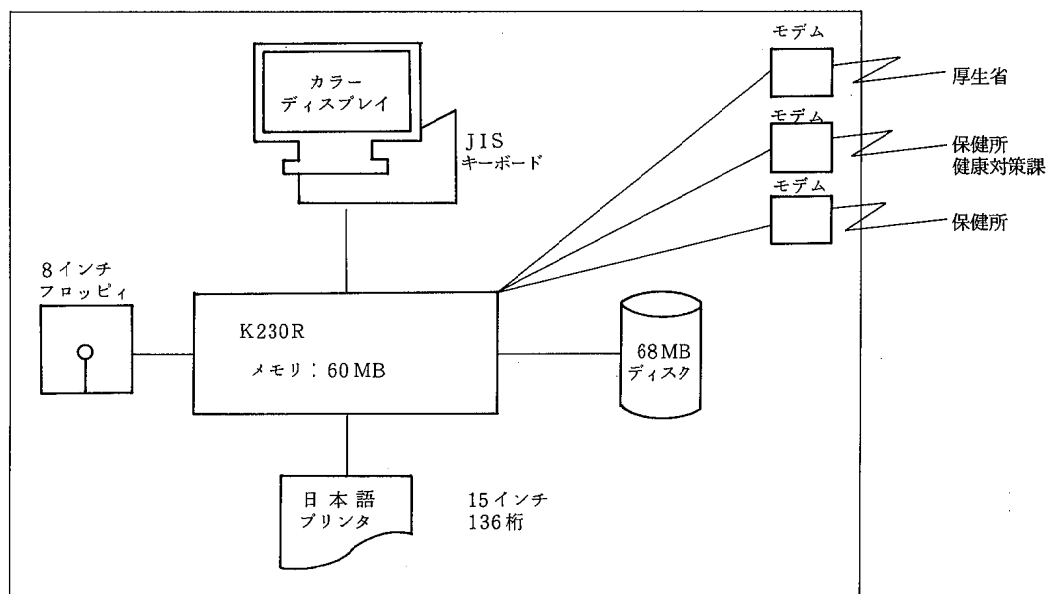 モデム
厚生省
モデム
保健所
健康対策課
モデム
保健所
カラー
ディスプレイ
JIS
キーボード
8インチ
フロッピィ
K230R
メモリ：60MB
68MB
ディスク
日本語
プリンタ
15インチ
136桁